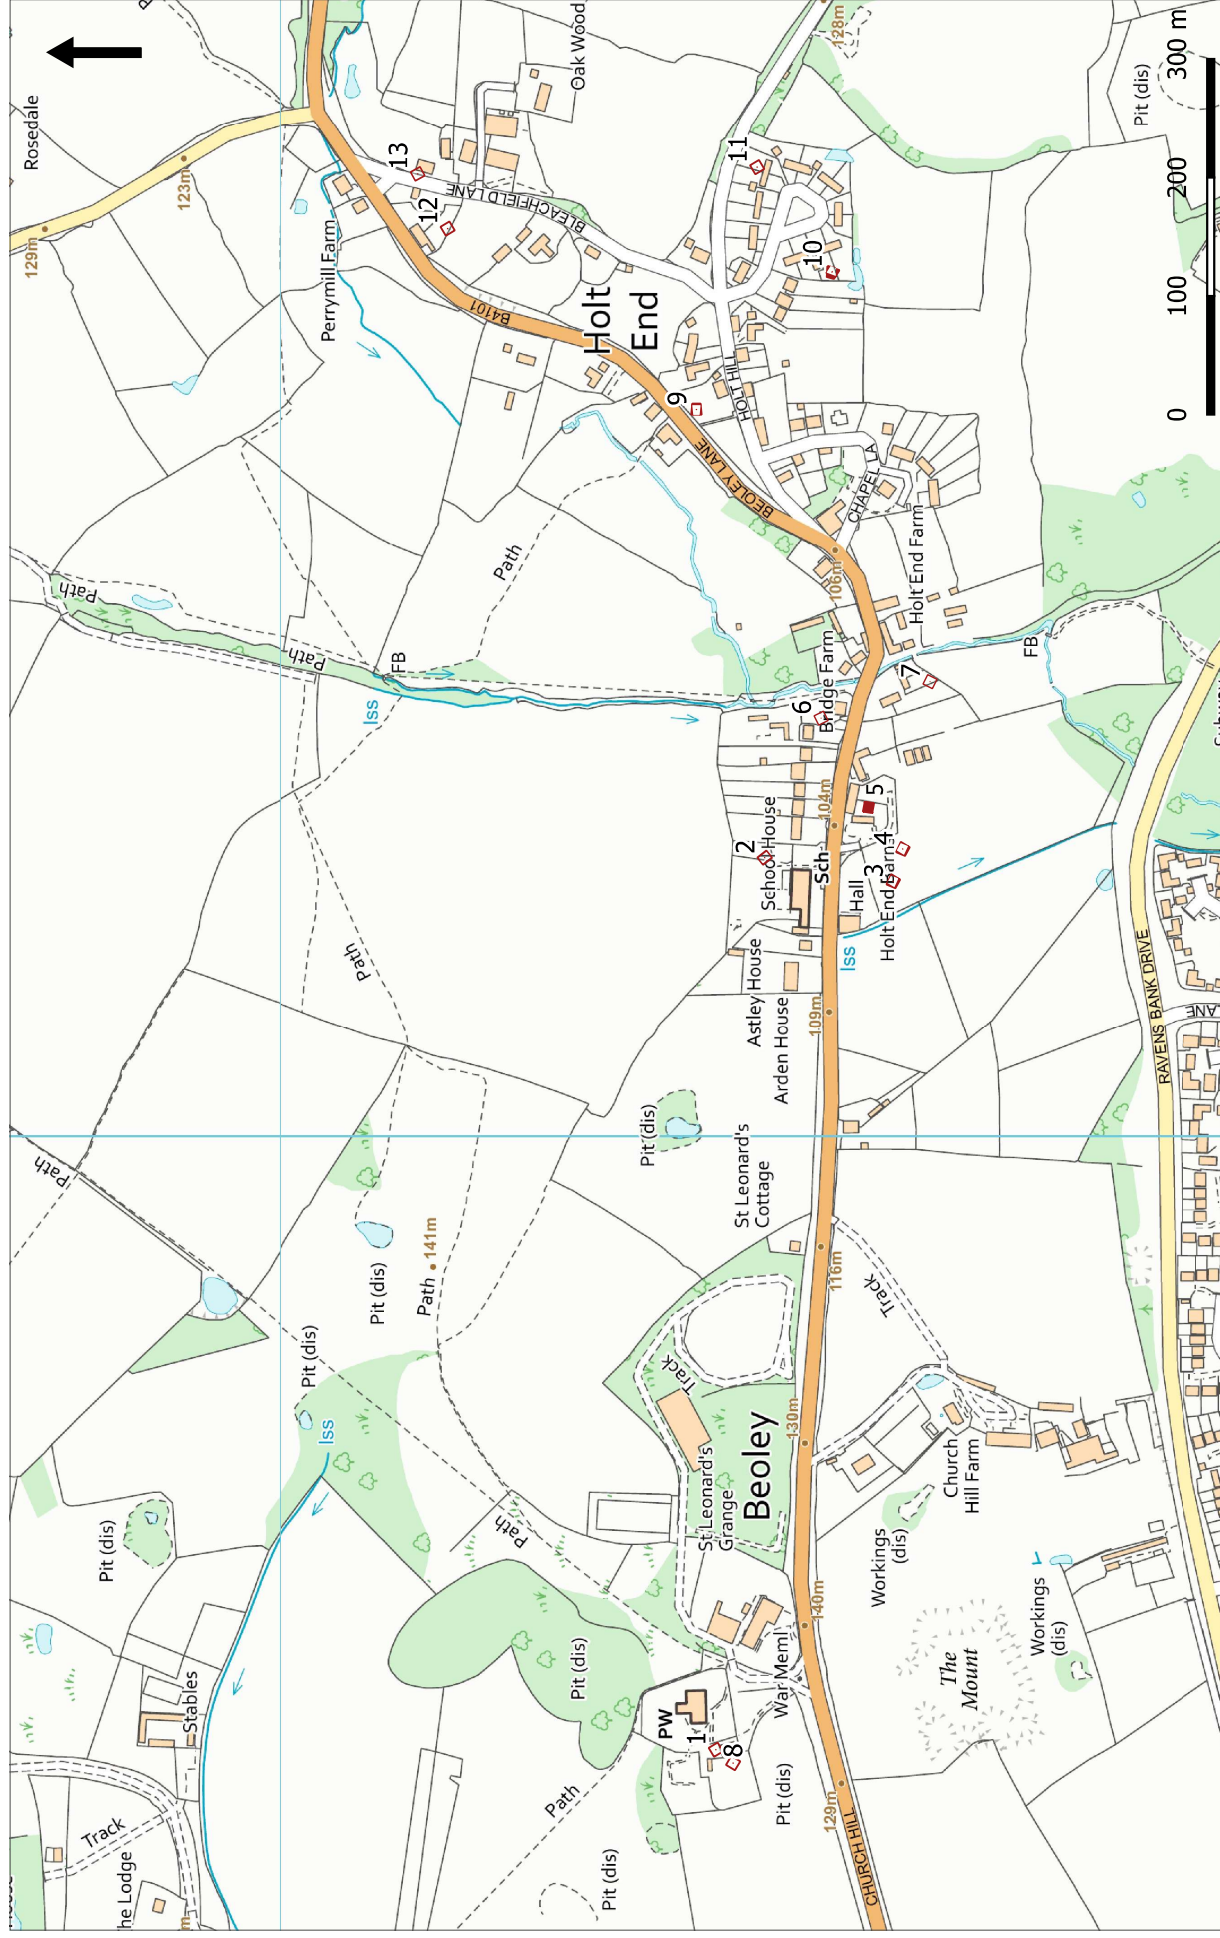 Rosedale
129m
123m
Perrymill Farm
13
12
BLEACHFIELD LANE
Oak Wood
128m
Pit (dis)
11
10
B4101
Holt
End
9
HOLT HILL
BEOLEY LANE
CHAPEL LA
106m
Holt End Farm
Path
Path
Path
FB
Iss
Bridge Farm
6
7
FB
104m
5
School House
2
Sch
Hall
4
3
Holt End Barns
Iss
Astley House
Arden House
109m
Path
RAVENS BANK DRIVE
LANE
Pit (dis)
St Leonard's
Cottage
116m
Track
Path
141m
Path
Pit (dis)
Pit (dis)
Iss
Track
130m
Beoley
St Leonard's
Grange
Church
Hill Farm
Workings
(dis)
Workings
(dis)
The
Mount
Path
Pit (dis)
Pit (dis)
140m
War Meml
PW
1
8
Pit (dis)
Path
129m
CHURCH HILL
Pit (dis)
Stables
Track
he Lodge
m
0
100
200
300 m